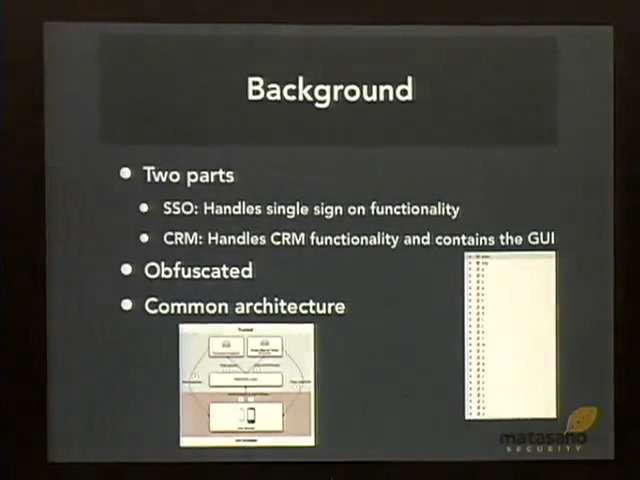 Background
Two parts
SSO: Handles single sign on functionality
CRM: Handles CRM functionality and contains the GUI
Obfuscated
Common architecture
matasano
SECURITY